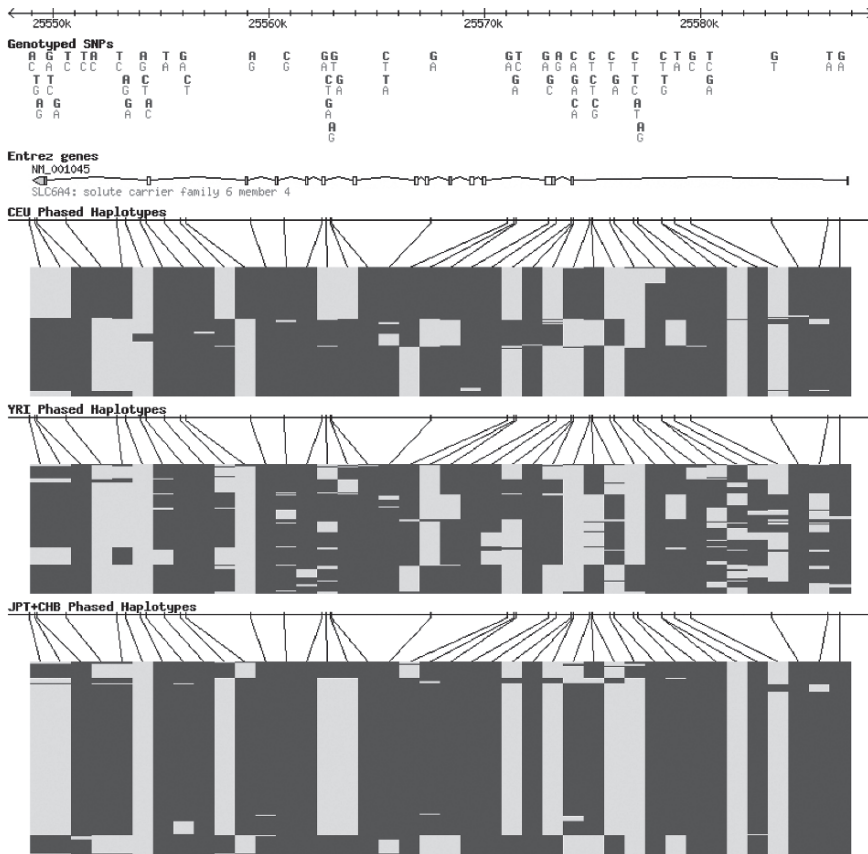 25550k 25560k 25570k 25580k
Genotyped SNPs
A G T T A T A T A A C G G C G G T G A C C C C C T G T G T G
C A C C C C G A C G G A T T A A C A G A T T T T A C C T A
T T A C C C G T G G A C G C T G
G C G T A T A A A C T A C T G A
A G G A G G C C C C
G A G C A G A G T
A A
G G
A A
G G
Entrez genes
NM_001045
SLC6A4: solute carrier family 6 member 4
CEU Phased Haplotypes
YRI Phased Haplotypes
JPT+CHB Phased Haplotypes